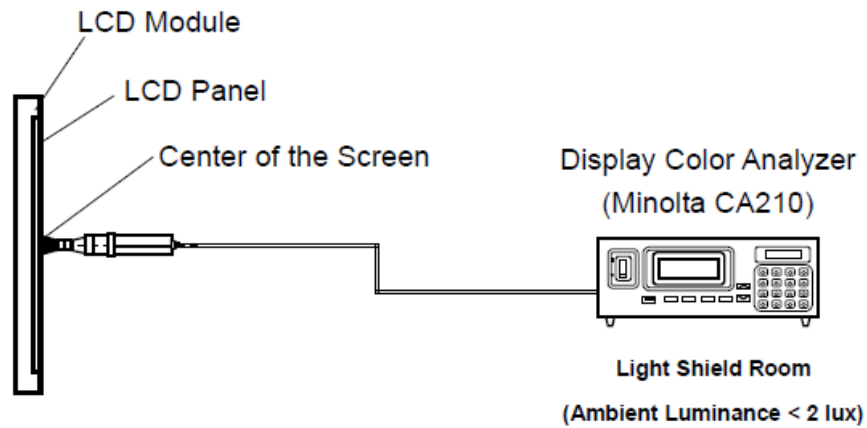 LCD Module
LCD Panel
Center of the Screen
Display Color Analyzer
(Minolta CA210)
Light Shield Room
(Ambient Luminance < 2 lux)